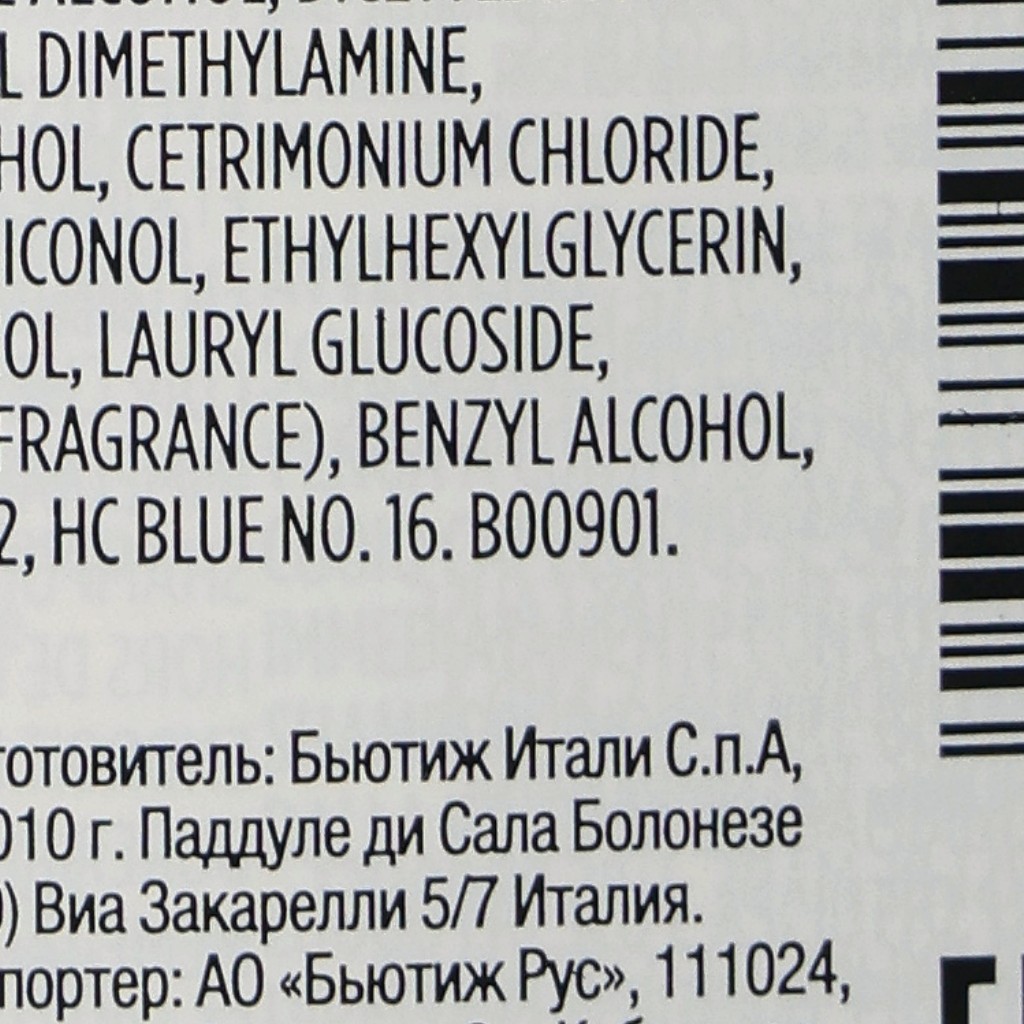 L DIMETHYLAMINE,
HOL, CETRIMONIUM CHLORIDE,
ICONOL, ETHYLHEXYLGLYCERIN,
OL, LAURYL GLUCOSIDE,
FRAGRANCE), BENZYL ALCOHOL,
2, HC BLUE NO. 16. B00901.
готовитель: Бьютиж Итали С.п.А,
010 г. Паддуле ди Сала Болонезе
) Виа Закарелли 5/7 Италия.
портер: АО «Бьютиж Рус», 111024,